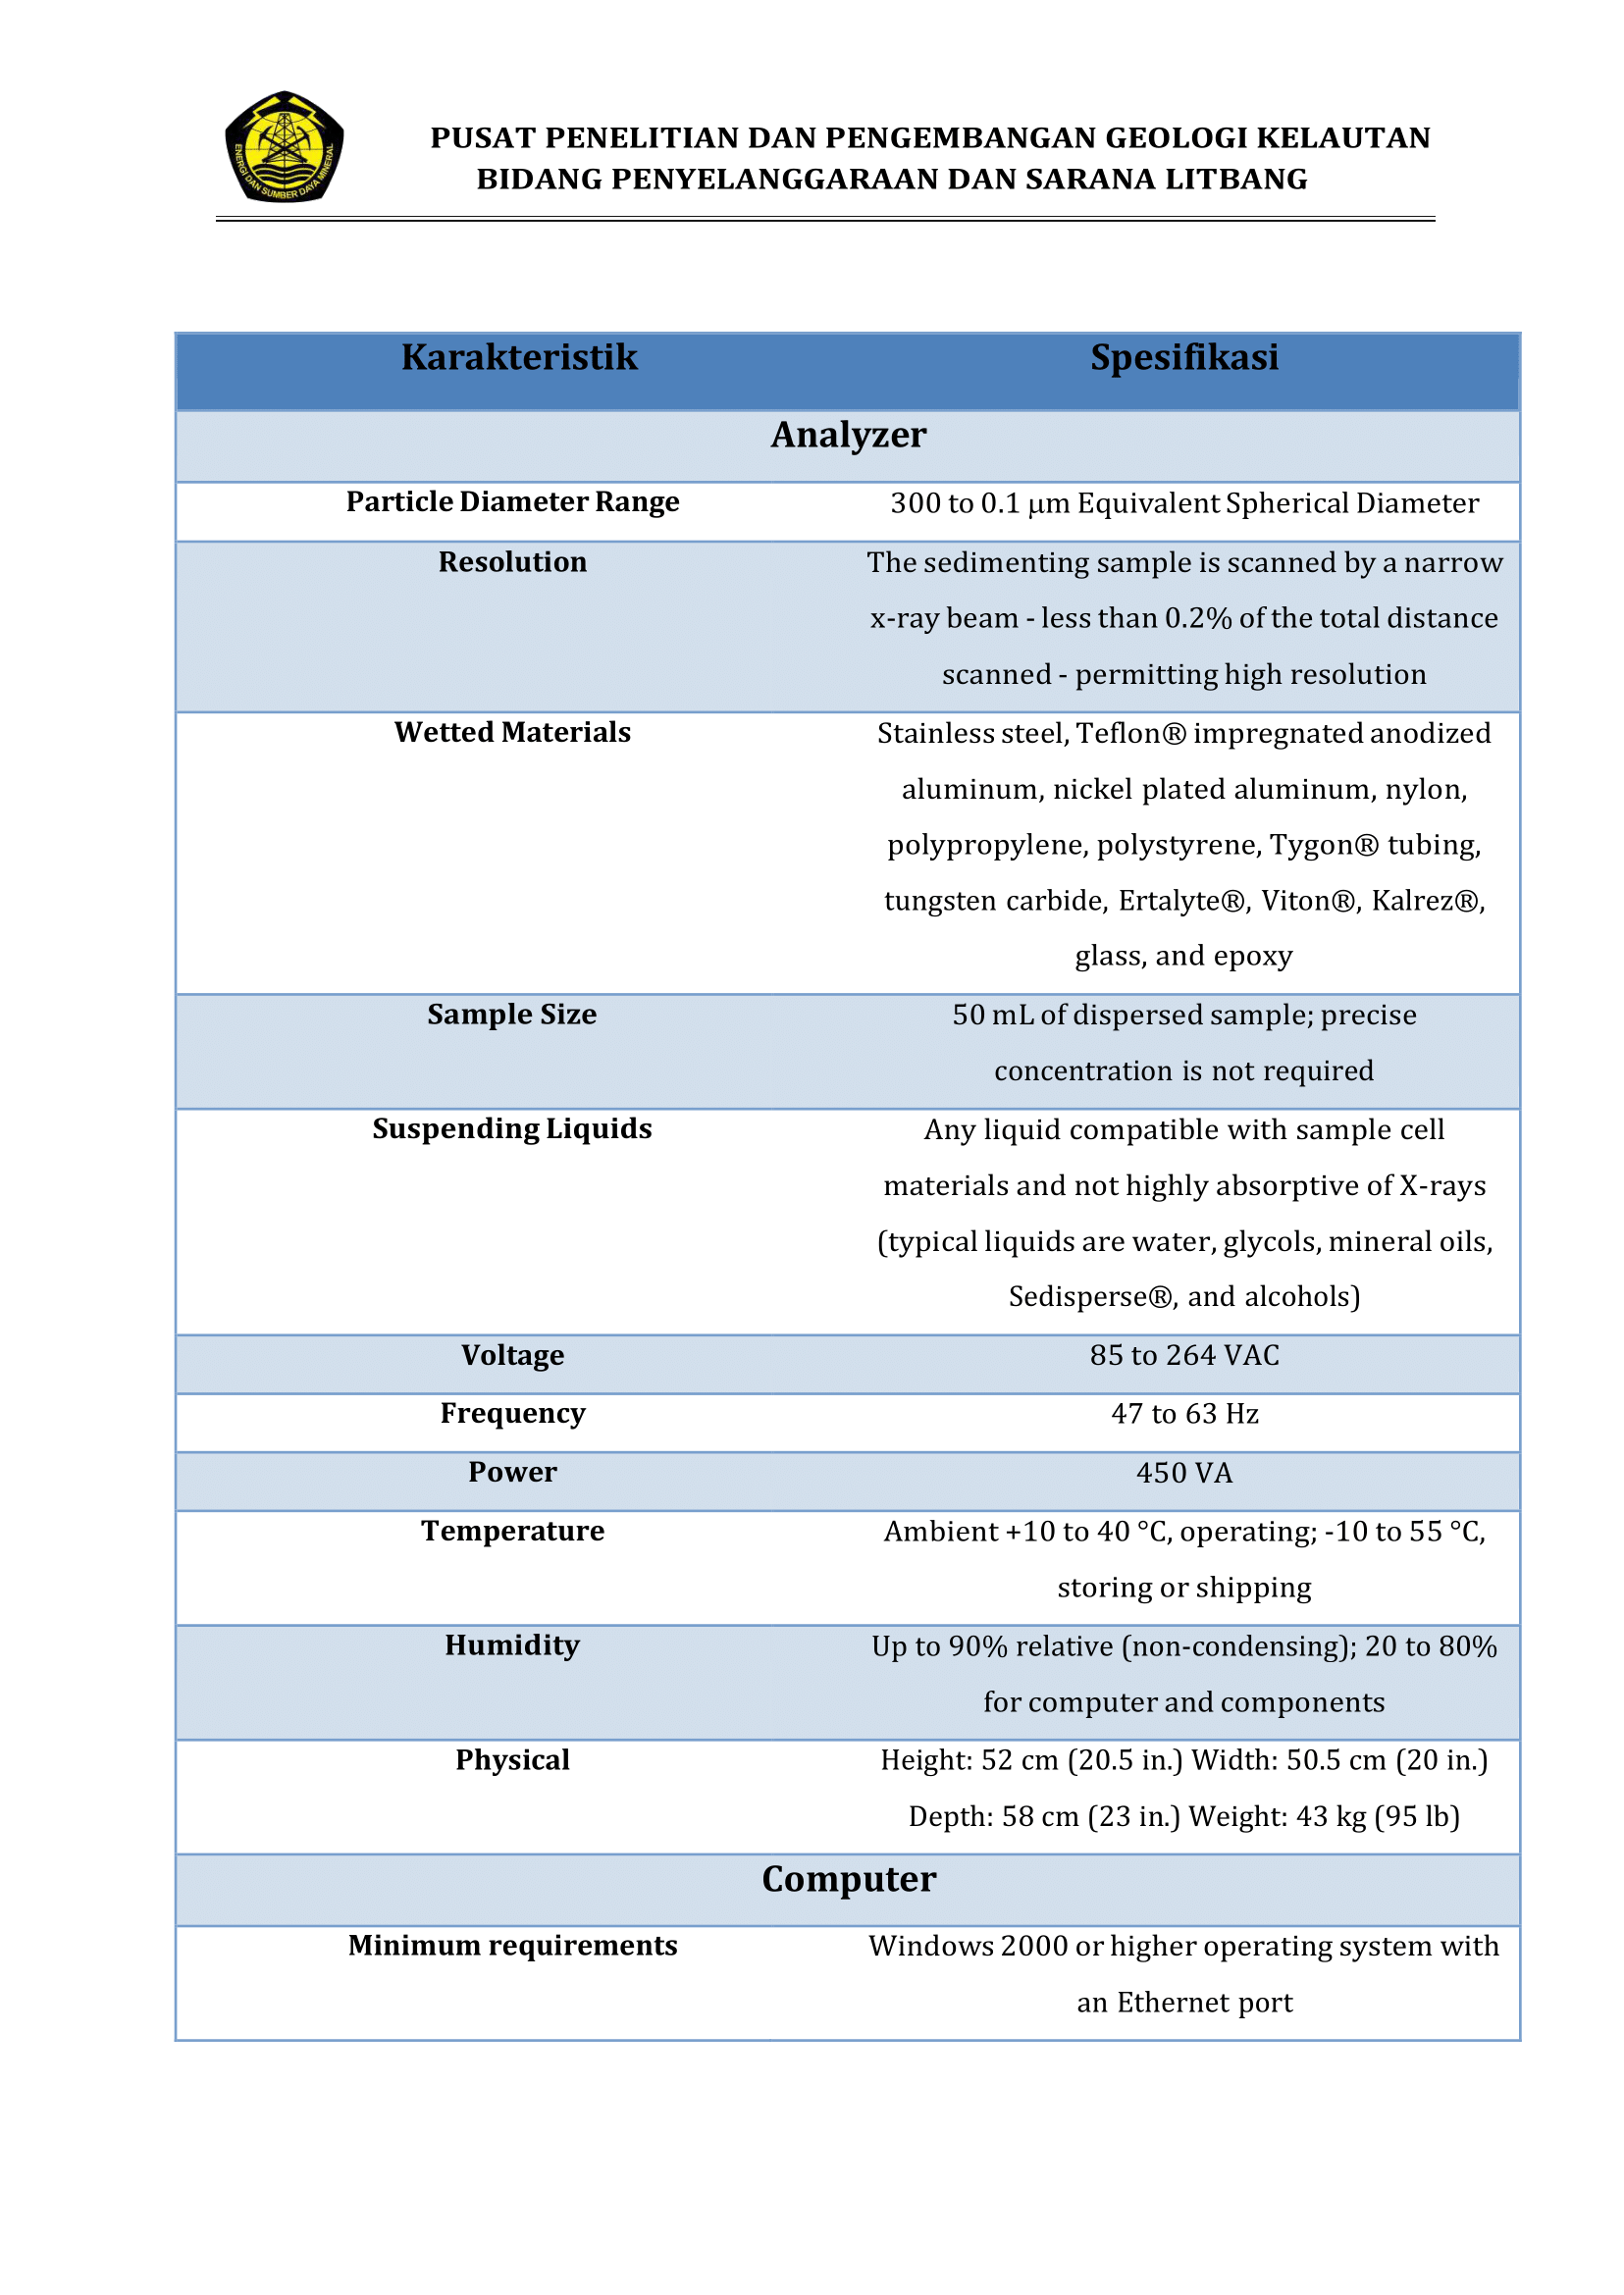 ENERGI DAN SUMBER DAYA MINERAL
PUSAT PENELITIAN DAN PENGEMBANGAN GEOLOGI KELAUTAN
BIDANG PENYELANGGARAAN DAN SARANA LITBANG
Karakteristik Spesifikasi
Analyzer
Particle Diameter Range 300 to 0.1 µm Equivalent Spherical Diameter
Resolution The sedimenting sample is scanned by a narrow
x-ray beam - less than 0.2% of the total distance
scanned - permitting high resolution
Wetted Materials Stainless steel, Teflon® impregnated anodized
aluminum, nickel plated aluminum, nylon,
polypropylene, polystyrene, Tygon® tubing,
tungsten carbide, Ertalyte®, Viton®, Kalrez®,
glass, and epoxy
Sample Size 50 mL of dispersed sample; precise
concentration is not required
Suspending Liquids Any liquid compatible with sample cell
materials and not highly absorptive of X-rays
(typical liquids are water, glycols, mineral oils,
Sedisperse®, and alcohols)
Voltage 85 to 264 VAC
Frequency 47 to 63 Hz
Power 450 VA
Temperature Ambient +10 to 40 °C, operating; -10 to 55 °C,
storing or shipping
Humidity Up to 90% relative (non-condensing); 20 to 80%
for computer and components
Physical Height: 52 cm (20.5 in.) Width: 50.5 cm (20 in.)
Depth: 58 cm (23 in.) Weight: 43 kg (95 lb)
Computer
Minimum requirements Windows 2000 or higher operating system with
an Ethernet port